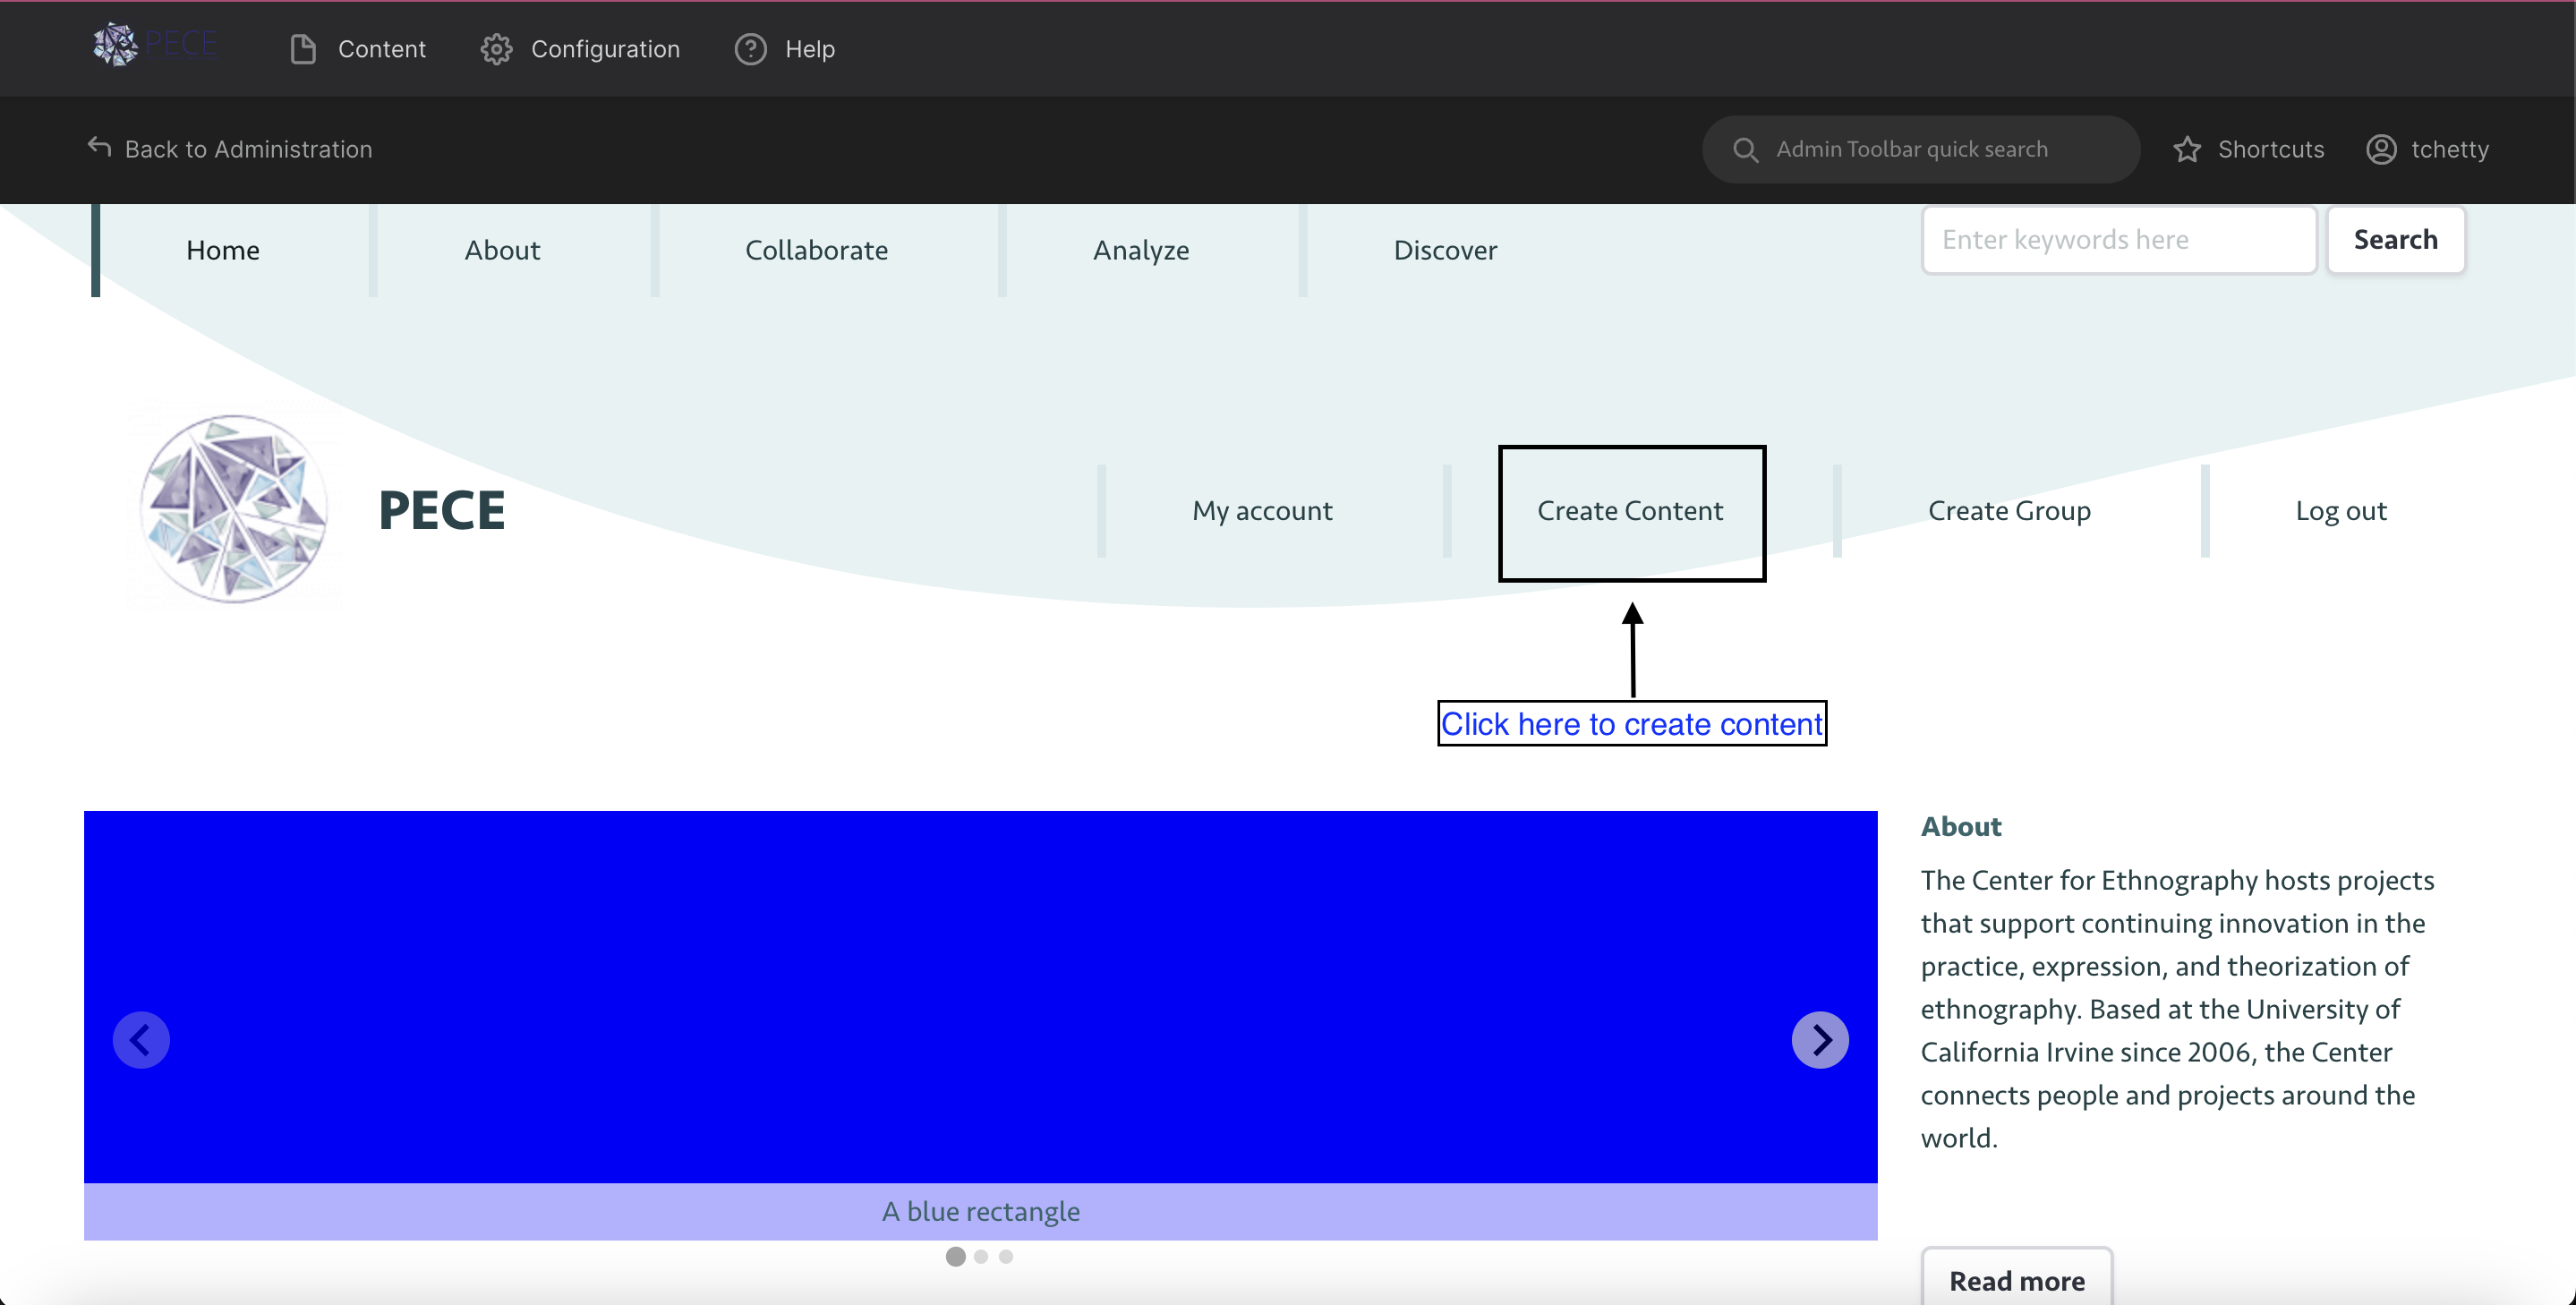 PECE
Content
Configuration
Help
Back to Administration
Admin Toolbar quick search
Shortcuts
tchetty
Home
About
Collaborate
Analyze
Discover
Enter keywords here
Search
PECE
My account
Create Content
Create Group
Log out
Click here to create content
A blue rectangle
About
The Center for Ethnography hosts projects
that support continuing innovation in the
practice, expression, and theorization of
ethnography. Based at the University of
California Irvine since 2006, the Center
connects people and projects around the
world.
Read more